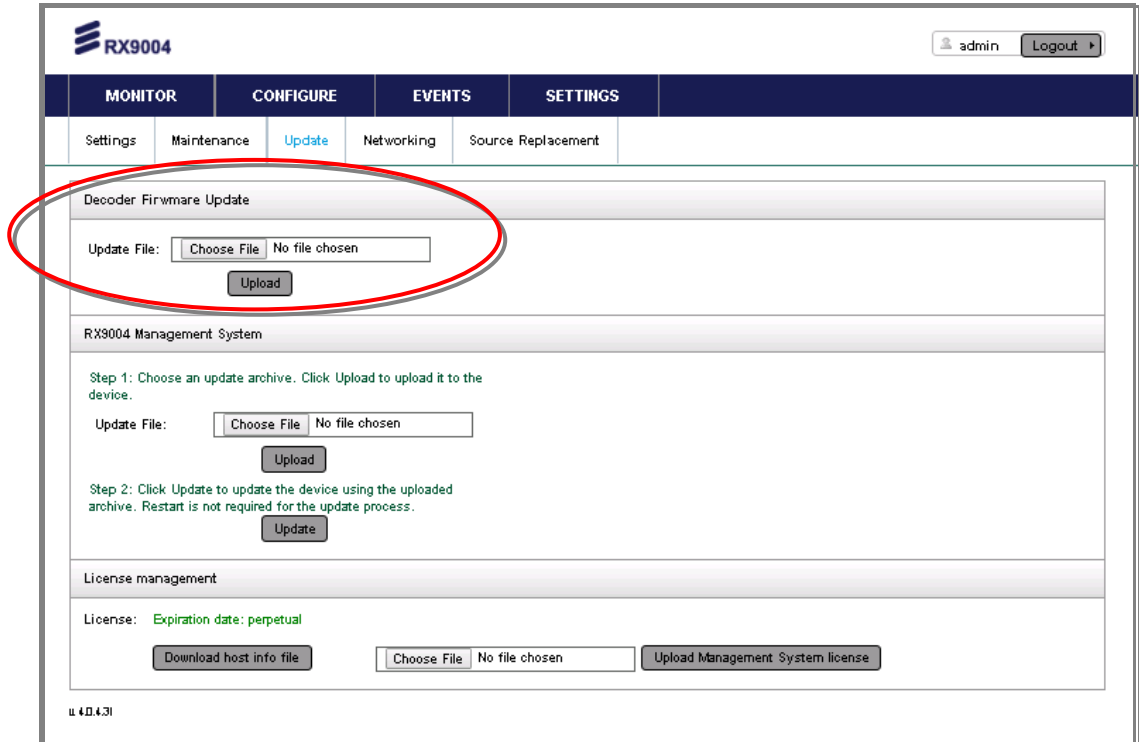 RX9004
admin Logout
MONITOR CONFIGURE EVENTS SETTINGS
Settings Maintenance Update Networking Source Replacement
Decoder Firwmare Update
Update File: Choose File No file chosen
Upload
RX9004 Management System
Step 1: Choose an update archive. Click Upload to upload it to the
device.
Update File: Choose File No file chosen
Upload
Step 2: Click Update to update the device using the uploaded
archive. Restart is not required for the update process.
Update
License management
License: Expiration date: perpetual
Download host info file Choose File No file chosen Upload Management System license